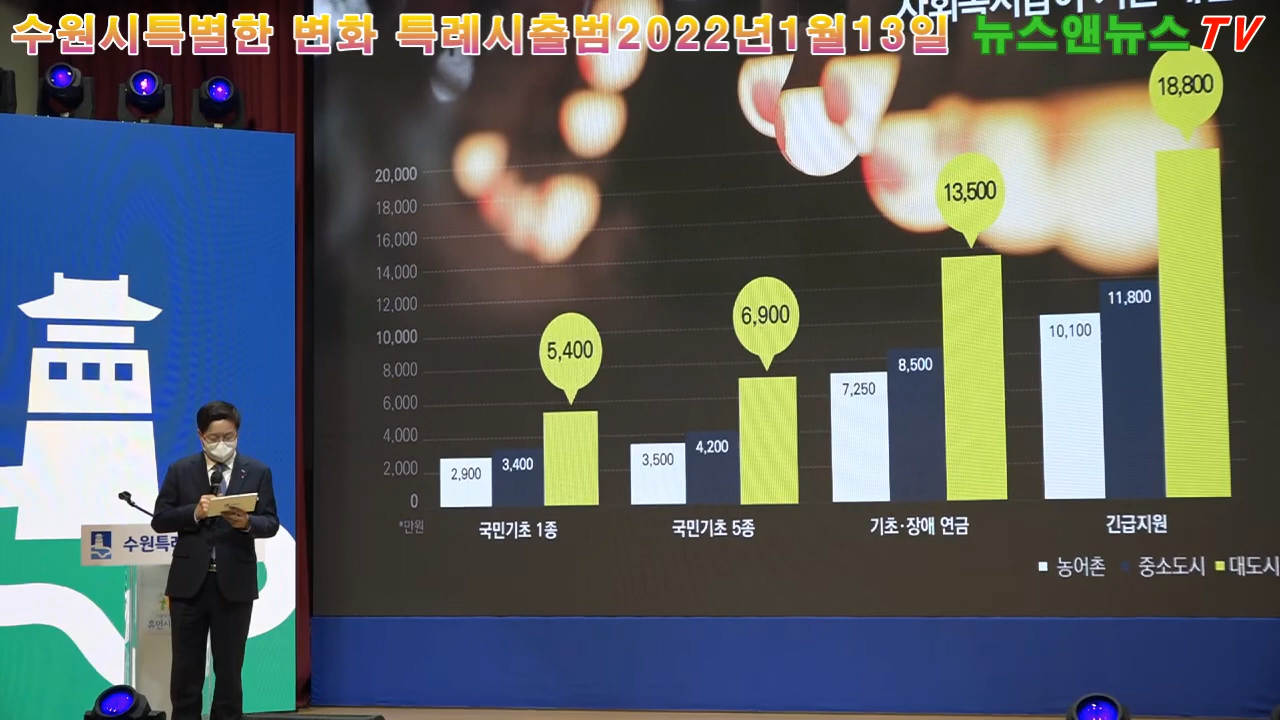 수원시특별한 변화 특례시출범2022년1월13일 뉴스앤뉴스TV
18,800
20,000
18,000
13,500
16,000
14,000
12,000
11,800
10,100
10,000
5,400
6,900
8,500
8,000
7,250
6,000
4,000
4,200
3,500
3,400
2,900
2,000
0
*만원
국민기초 1종
국민기초 5종
기초·장애 연금
긴급지원
농어촌
중소도시
대도시
수원특